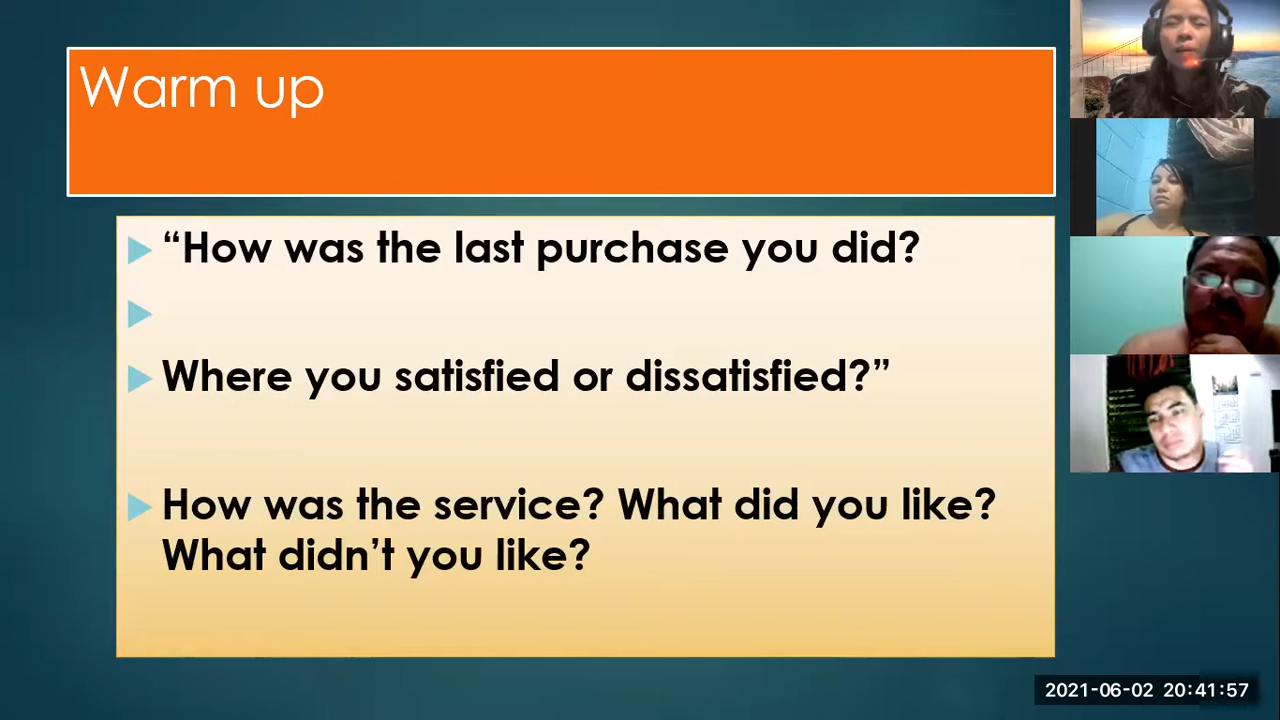 Warm up
“How was the last purchase you did?
Where you satisfied or dissatisfied?”
How was the service? What did you like?
What didn’t you like?
2021-06-02 20:41:57